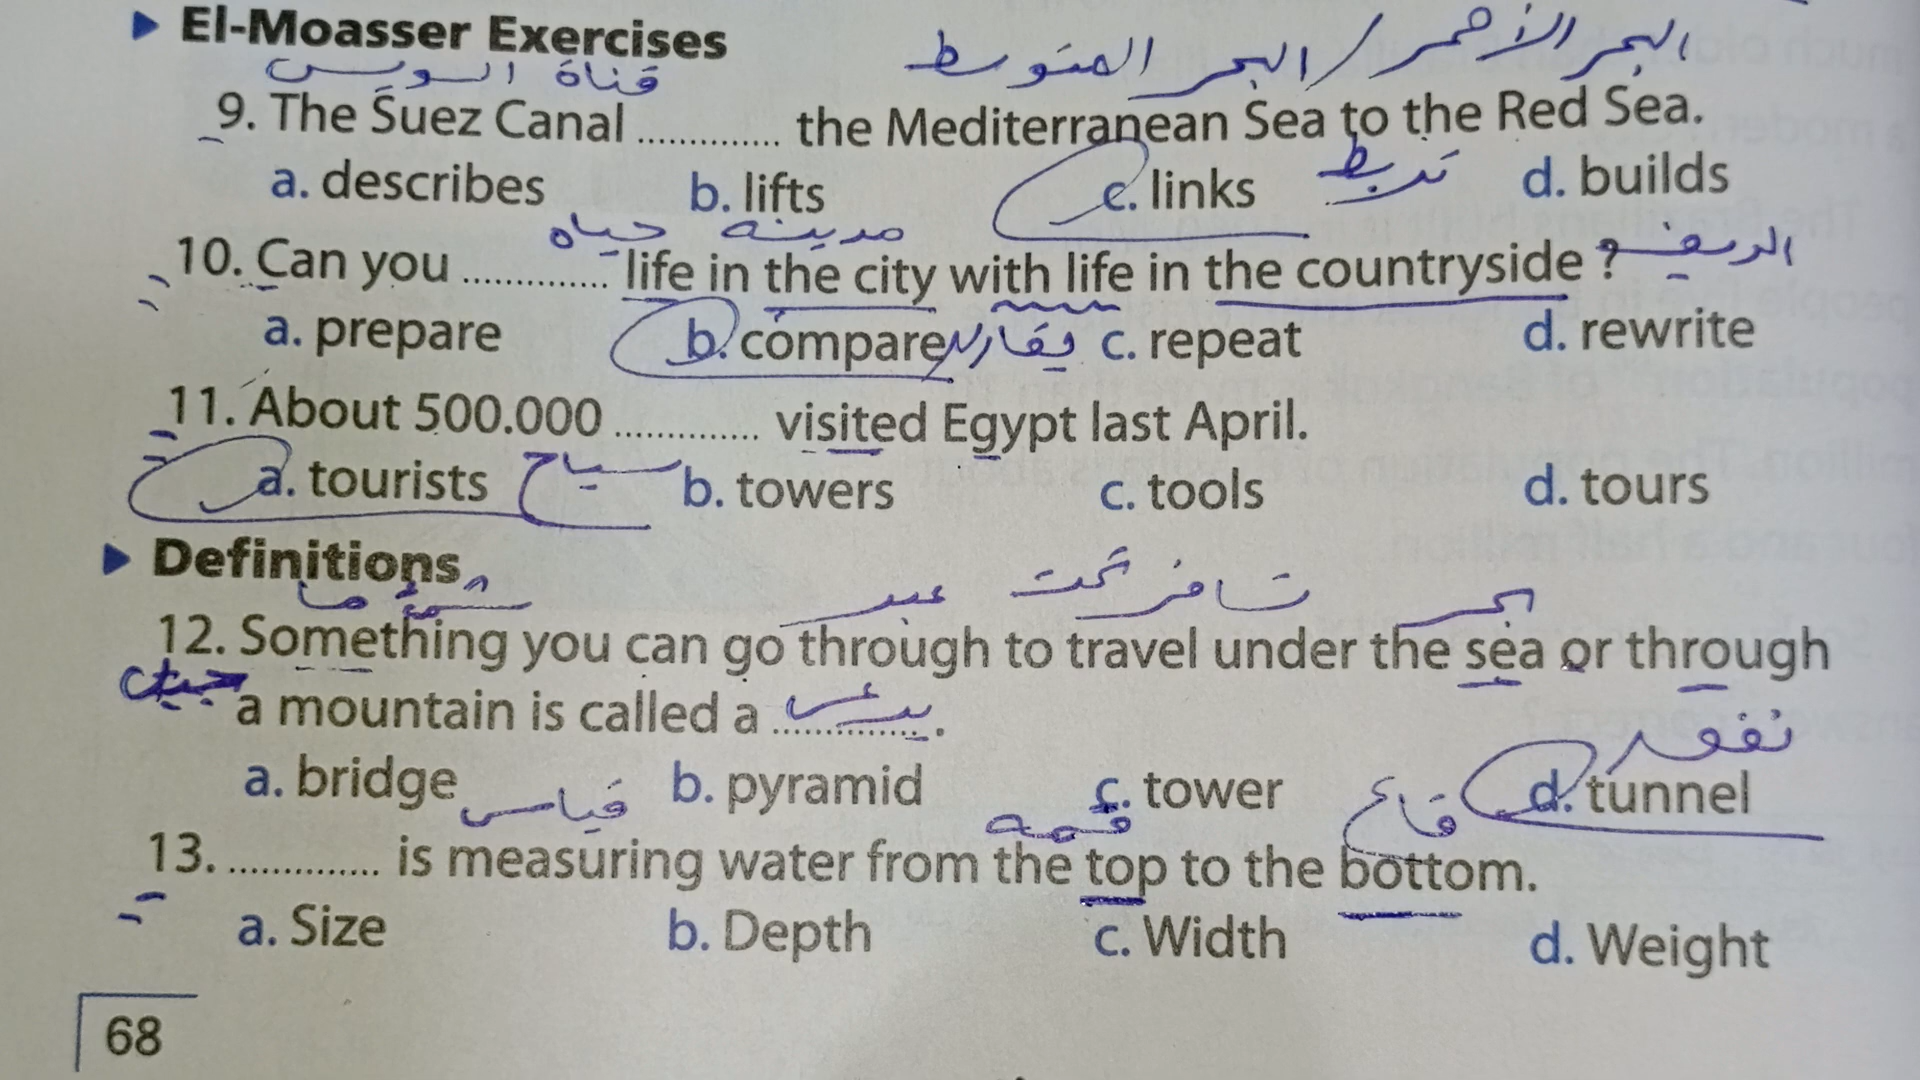 El-Moasser Exercises
البحر الأحمر / البحر المتوسط
قناة السويس
9. The Suez Canal .............. the Mediterranean Sea to the Red Sea.
a. describes b. lifts c. links تربط d. builds
حياه مدينه الريف
10. Can you .............. life in the city with life in the countryside ?
a. prepare b. compare يقارن c. repeat d. rewrite
11. About 500.000 .............. visited Egypt last April.
a. tourists سياح b. towers c. tools d. tours
Definitions
شئ ما عبر تسافر تحت البحر
12. Something you can go through to travel under the sea or through
جبل a mountain is called a .............. .
نفق
a. bridge b. pyramid c. tower d. tunnel
قياس قمه قاع
13. .............. is measuring water from the top to the bottom.
a. Size b. Depth c. Width d. Weight
68